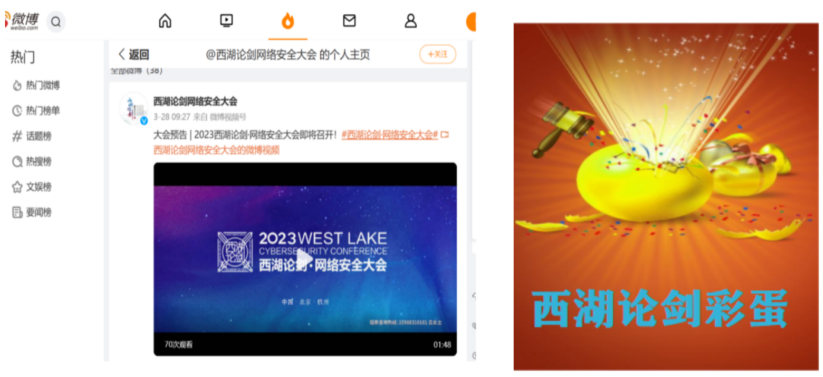 微博
weibo.com
热门
热门微博
热门榜单
话题榜
热搜榜
文娱榜
要闻榜
返回
@西湖论剑网络安全大会 的个人主页
+关注
全部微博（38）
西湖论剑网络安全大会
3-28 09:27 来自 微博视频号
大会预告 | 2023西湖论剑·网络安全大会即将召开！#西湖论剑·网络安全大会#
西湖论剑网络安全大会的微博视频
2023WEST LAKE
CYBERSECURITY CONFERENCE
西湖论剑·网络安全大会
中国 · 北京 杭州
70次观看
01:48
西湖论剑彩蛋